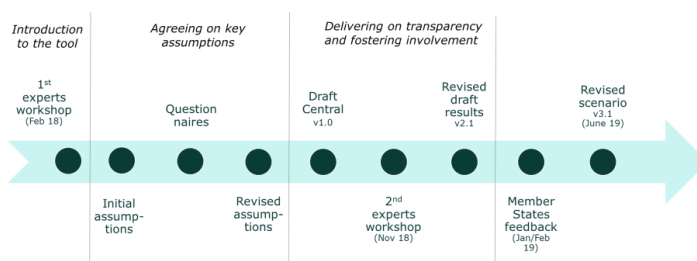 Introduction
to the tool
Agreeing on key
assumptions
Delivering on transparency
and fostering involvement
1st
experts
workshop
(Feb 18)
Question
naires
Draft
Central
v1.0
Revised
draft
results
v2.1
Revised
scenario
v3.1
(June 19)
Initial
assump-
tions
Revised
assump-
tions
2nd
experts
workshop
(Nov 18)
Member
States
feedback
(Jan/Feb
19)